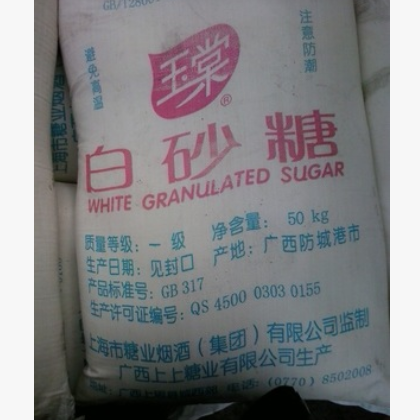 注意防潮
避免高温
玉棠
®
白砂糖
WHITE GRANULATED SUGAR
质量等级: 一级 净含量: 50 kg
生产日期: 见封口 产地: 广西防城港市
产品标准号: GB 317
生产许可证编号: QS 4500 0303 0155
上海市糖业烟酒(集团)有限公司监制
广西上上糖业有限公司生产
电话: (0770) 8502008